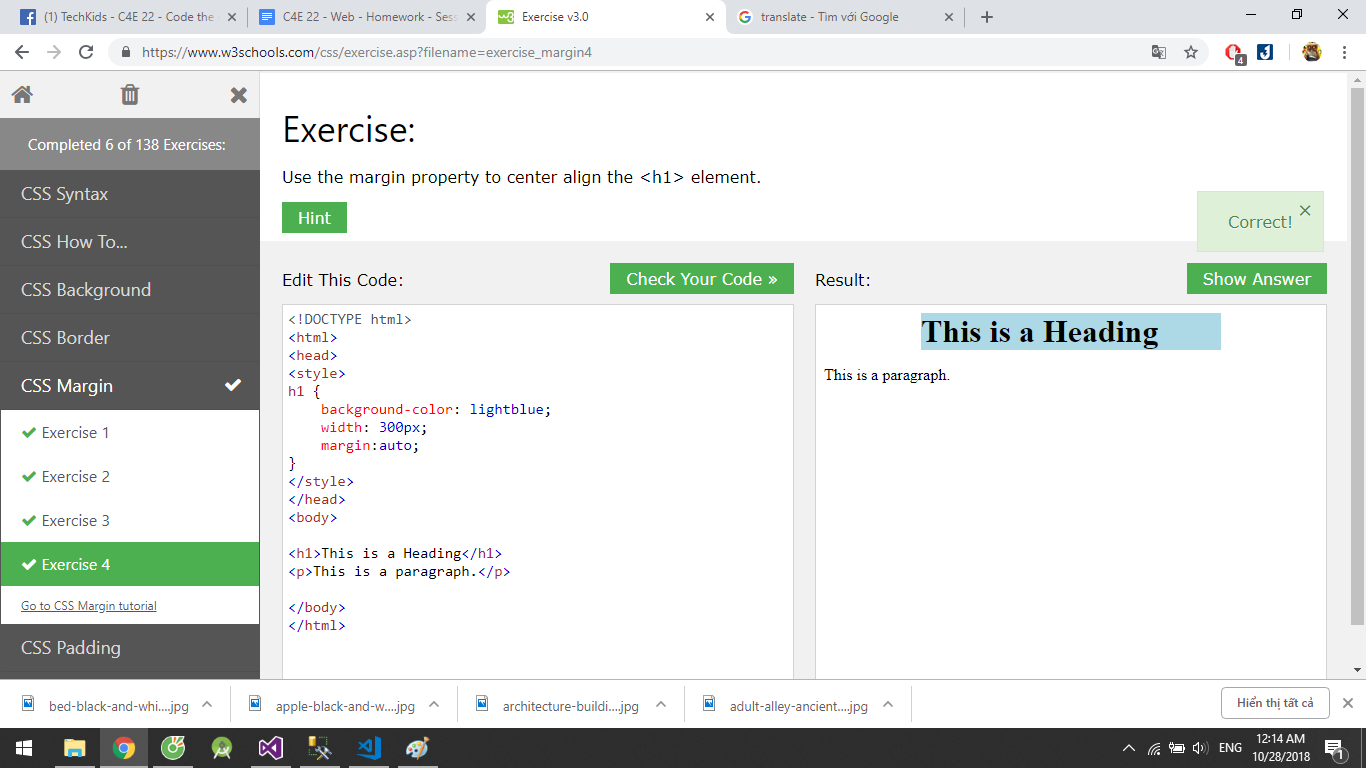 (1) TechKids - C4E 22 - Code the
C4E 22 - Web - Homework - Sess
Exercise v3.0
translate - Tìm với Google
https://www.w3schools.com/css/exercise.asp?filename=exercise_margin4
4
Completed 6 of 138 Exercises:
CSS Syntax
CSS How To...
CSS Background
CSS Border
CSS Margin
Exercise 1
Exercise 2
Exercise 3
Exercise 4
Go to CSS Margin tutorial
CSS Padding
Exercise:
Use the margin property to center align the <h1> element.
Hint
Correct!
Edit This Code:
Check Your Code »
<!DOCTYPE html>
<html>
<head>
<style>
h1 {
    background-color: lightblue;
    width: 300px;
    margin:auto;
}
</style>
</head>
<body>
<h1>This is a Heading</h1>
<p>This is a paragraph.</p>
</body>
</html>
Result:
Show Answer
This is a Heading
This is a paragraph.
bed-black-and-whi....jpg
apple-black-and-w....jpg
architecture-buildi....jpg
adult-alley-ancient....jpg
Hiển thị tất cả
ENG
12:14 AM
10/28/2018
1